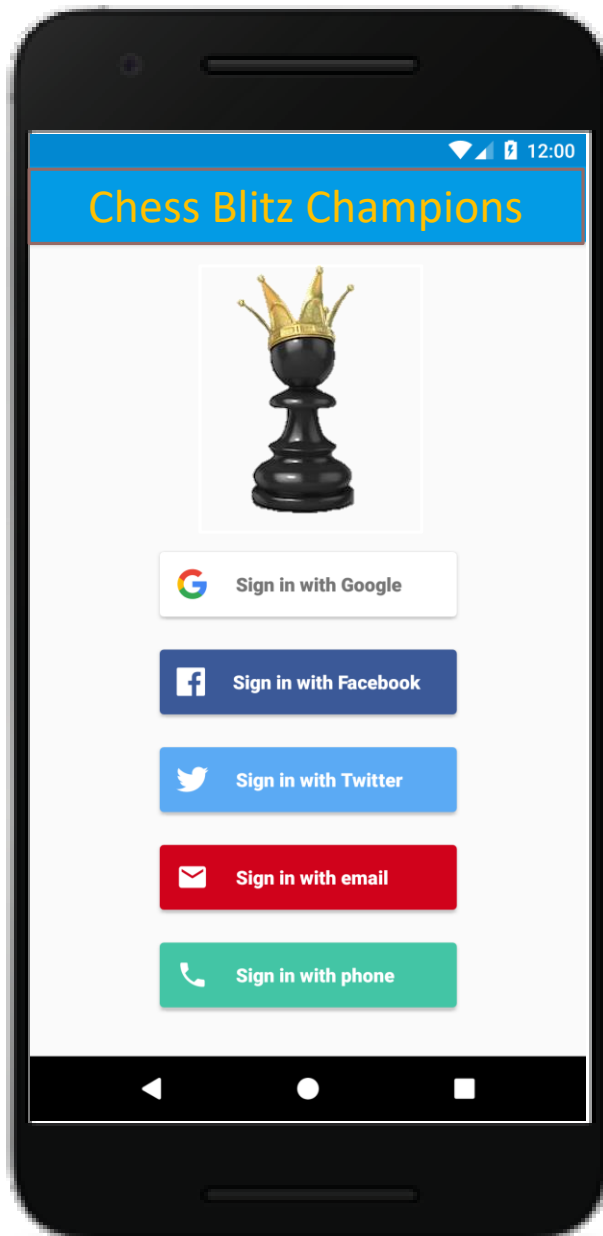 12:00
Chess Blitz Champions
Sign in with Google
Sign in with Facebook
Sign in with Twitter
Sign in with email
Sign in with phone